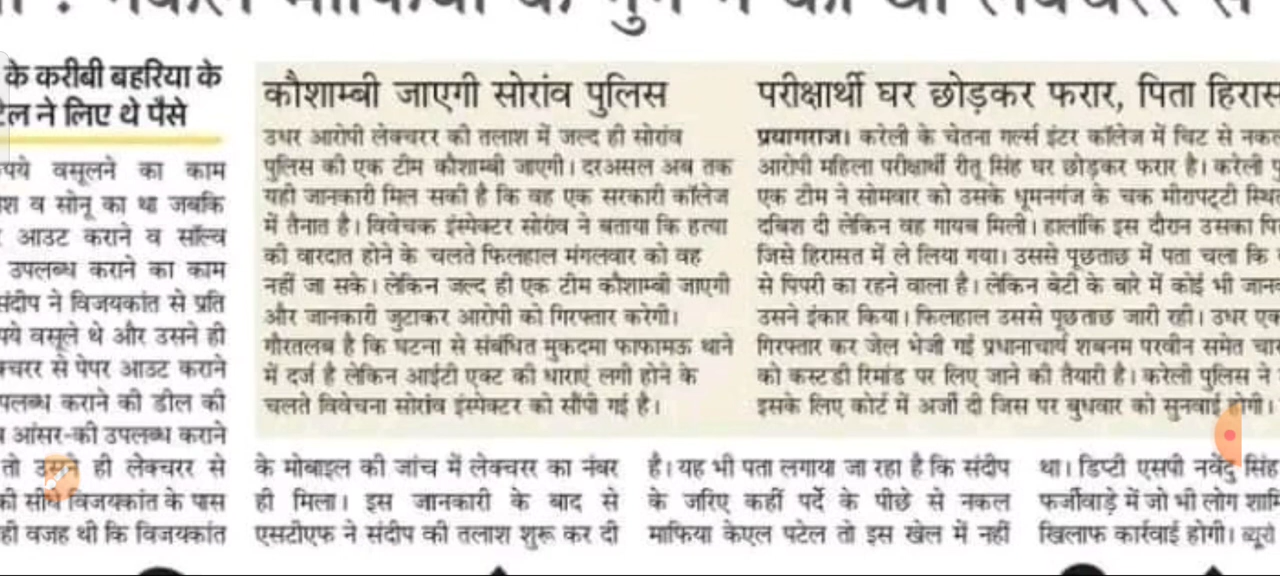 के करीबी बहरिया के
ने लिए थे पैसे
वसूलने का काम
व सोनू का था जबकि
आउट कराने व सॉल्व
उपलब्ध कराने का काम
संदीप ने विजयकांत से प्रति
वसूले थे और उसने ही
से पेपर आउट कराने
कराने की डील की
आंसर-की उपलब्ध कराने
तो उसने ही लेक्चरर से
विजयकांत के पास
ही वजह थी कि विजयकांत
कौशाम्बी जाएगी सोरांव पुलिस
उधर आरोपी लेक्चरर की तलाश में जल्द ही सोरांव
पुलिस की एक टीम कौशाम्बी जाएगी। दरअसल अब तक
यही जानकारी मिल सकी है कि वह एक सरकारी कॉलेज
में तैनात है। विवेचक इंस्पेक्टर सोरांव ने बताया कि हत्या
की वारदात होने के चलते फिलहाल मंगलवार को वह
नहीं जा सके। लेकिन जल्द ही एक टीम कौशाम्बी जाएगी
और जानकारी जुटाकर आरोपी को गिरफ्तार करेगी।
गौरतलब है कि घटना से संबंधित मुकदमा फाफामऊ थाने
में दर्ज है लेकिन आईटी एक्ट की धाराएं लगी होने के
चलते विवेचना सोरांव इंस्पेक्टर को सौंपी गई है।
परीक्षार्थी घर छोड़कर फरार, पिता
प्रयागराज। करेली के चेतना गर्ल्स इंटर कॉलेज में चिट से
आरोपी महिला परीक्षार्थी रीतू सिंह घर छोड़कर फरार है। करेली
एक टीम ने सोमवार को उसके धूमनगंज के चक मीरापट्टी
दबिश दी लेकिन वह गायब मिली। हालांकि इस दौरान उसका
जिसे हिरासत में ले लिया गया। उससे पूछताछ में पता चला कि
से पिपरी का रहने वाला है। लेकिन बेटी के बारे में कोई भी
उसने इंकार किया। फिलहाल उससे पूछताछ जारी रही। उधर
गिरफ्तार कर जेल भेजी गई प्रधानाचार्य शबनम परवीन समेत
को कस्टडी रिमांड पर लिए जाने की तैयारी है। करेली पुलिस ने
इसके लिए कोर्ट में अर्जी दी जिस पर बुधवार को सुनवाई होगी।
के मोबाइल की जांच में लेक्चरर का नंबर
ही मिला। इस जानकारी के बाद से
एसटीएफ ने संदीप की तलाश शुरू कर दी
है। यह भी पता लगाया जा रहा है कि संदीप
के जरिए कहीं पर्दे के पीछे से नकल
माफिया केएल पटेल तो इस खेल में नहीं
था। डिप्टी एसपी नवेंदु सिंह
फर्जीवाड़े में जो भी लोग
खिलाफ कार्रवाई होगी। ब्यूरो